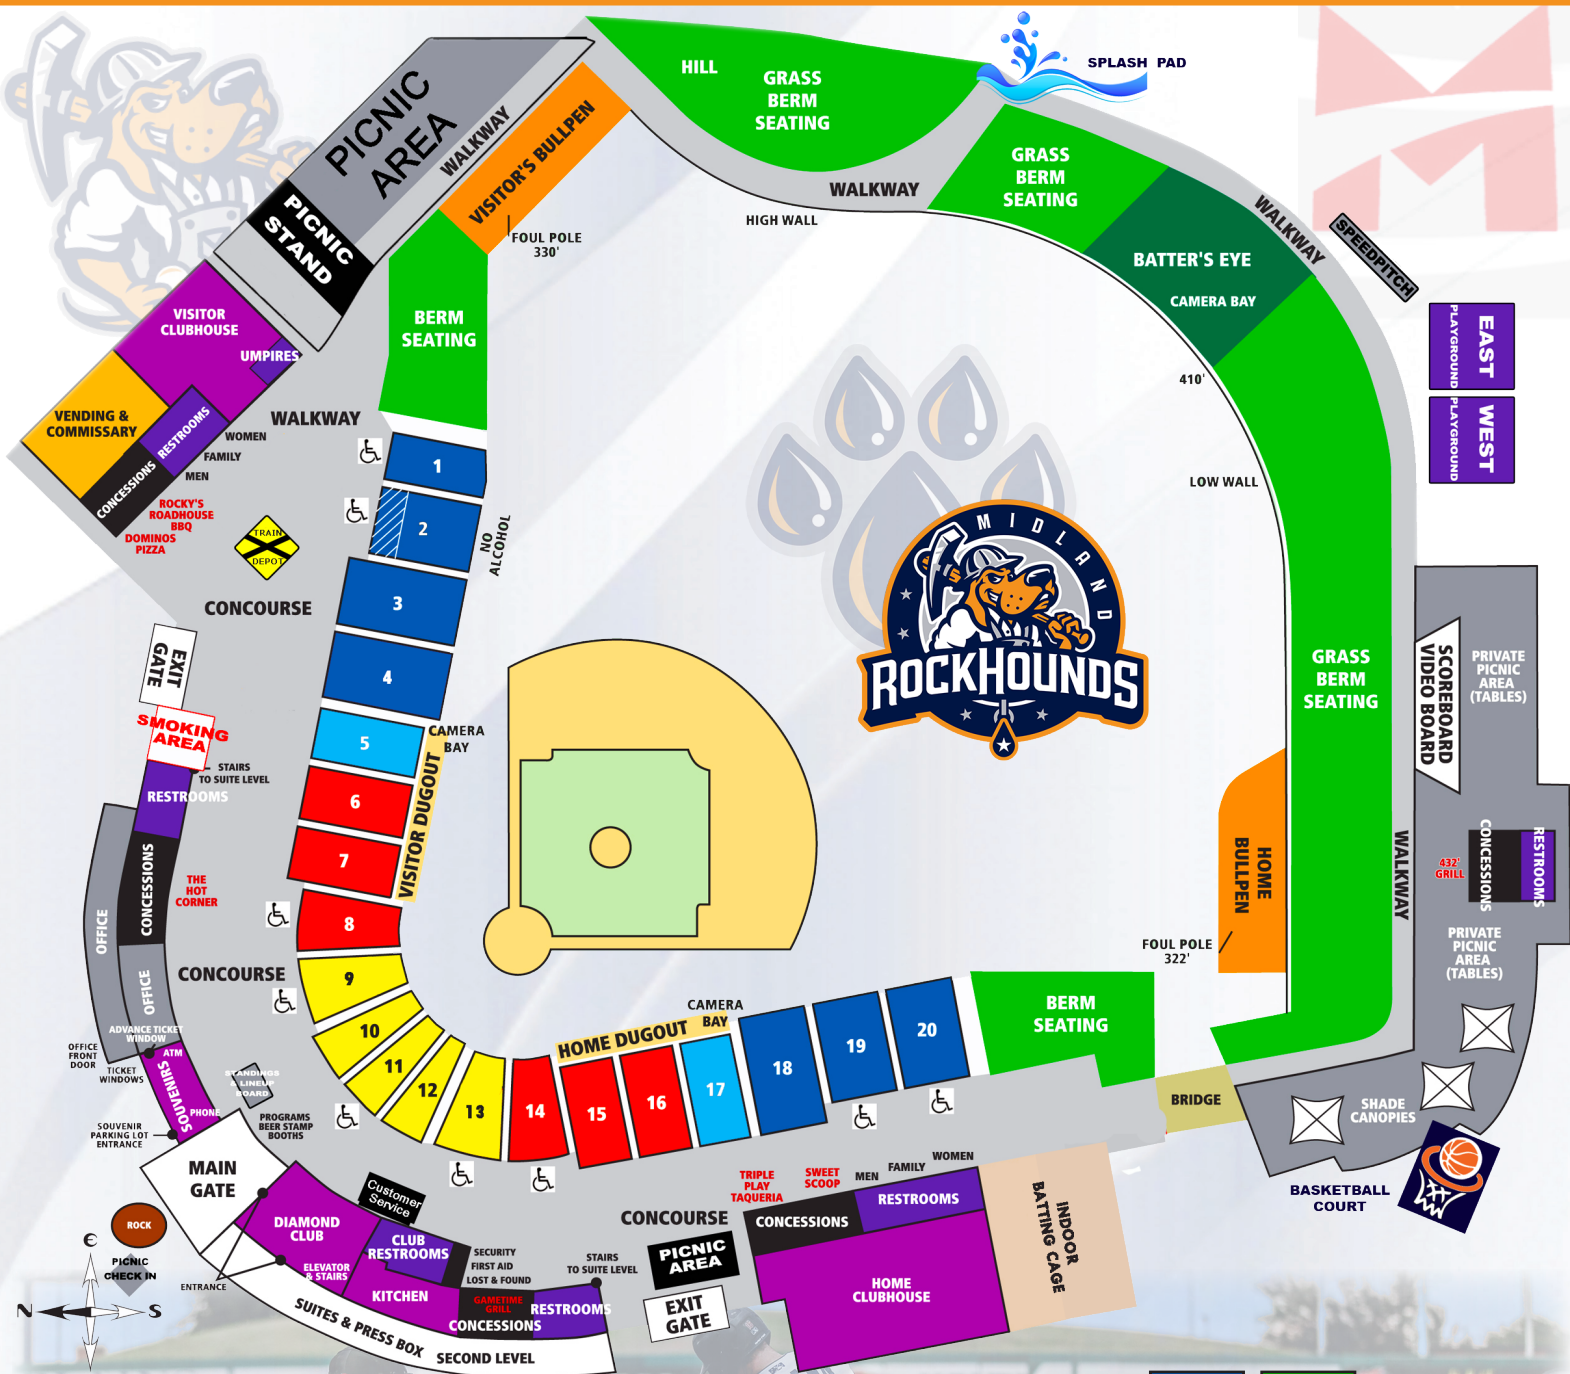 HILL
GRASS
BERM
SEATING
SPLASH PAD
PICNIC
AREA
WALKWAY
VISITOR'S BULLPEN
PICNIC
STAND
FOUL POLE
330'
WALKWAY
HIGH WALL
GRASS
BERM
SEATING
WALKWAY
SPEEDPITCH
BATTER'S EYE
CAMERA BAY
410'
EAST
PLAYGROUND
WEST
PLAYGROUND
LOW WALL
VISITOR
CLUBHOUSE
UMPIRES
VENDING &
COMMISSARY
RESTROOMS
CONCESSIONS
WOMEN
FAMILY
MEN
WALKWAY
BERM
SEATING
ROCKY'S
ROADHOUSE
BBQ
DOMINOS
PIZZA
TRAIN
DEPOT
CONCOURSE
1
2
NO
ALCOHOL
3
4
5
CAMERA
BAY
6
7
VISITOR DUGOUT
8
9
10
11
12
13
14
15
16
17
18
19
20
HOME DUGOUT
CAMERA
BAY
MIDLAND
ROCKHOUNDS
EXIT
GATE
SMOKING
AREA
STAIRS
TO SUITE LEVEL
RESTROOMS
CONCESSIONS
THE
HOT
CORNER
OFFICE
OFFICE
CONCOURSE
ADVANCE TICKET
WINDOW
OFFICE
FRONT
DOOR
TICKET
WINDOWS
ATM
SOUVENIRS
PHONE
SOUVENIR
PARKING LOT
ENTRANCE
STANDINGS
& LINEUP
BOARD
PROGRAMS
BEER STAMP
BOOTHS
MAIN
GATE
ROCK
PICNIC
CHECK IN
E
N
S
ENTRANCE
DIAMOND
CLUB
ELEVATOR
& STAIRS
Customer
Service
CLUB
RESTROOMS
KITCHEN
SECURITY
FIRST AID
LOST & FOUND
GAMETIME
GRILL
CONCESSIONS
RESTROOMS
STAIRS
TO SUITE LEVEL
SUITES & PRESS BOX
SECOND LEVEL
CONCOURSE
PICNIC
AREA
EXIT
GATE
TRIPLE
PLAY
TAQUERIA
SWEET
SCOOP
MEN
FAMILY
WOMEN
CONCESSIONS
RESTROOMS
HOME
CLUBHOUSE
INDOOR
BATTING CAGE
BERM
SEATING
BRIDGE
FOUL POLE
322'
HOME
BULLPEN
GRASS
BERM
SEATING
WALKWAY
SCOREBOARD
VIDEO BOARD
PRIVATE
PICNIC
AREA
(TABLES)
432'
GRILL
CONCESSIONS
RESTROOMS
PRIVATE
PICNIC
AREA
(TABLES)
SHADE
CANOPIES
BASKETBALL
COURT